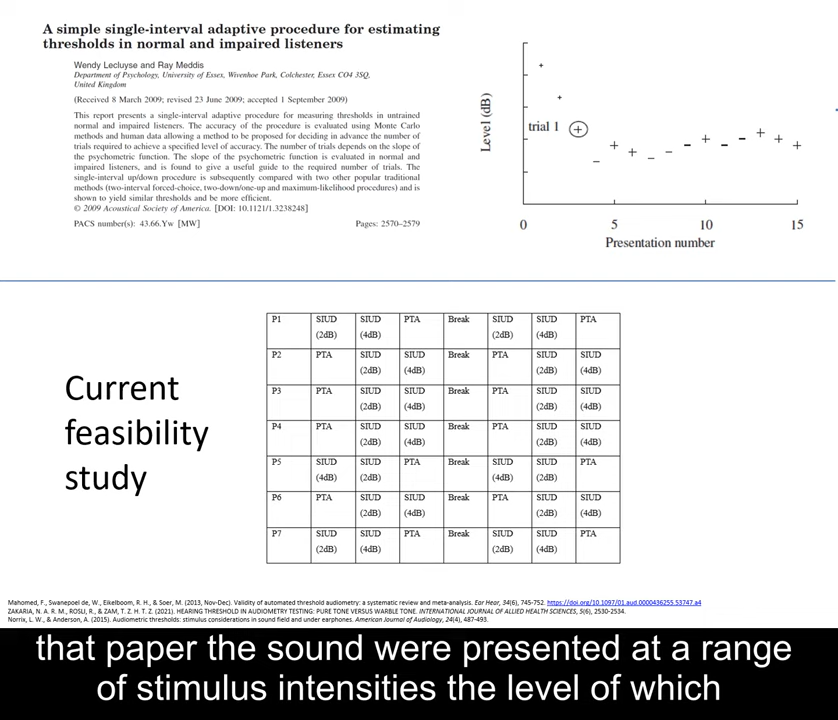 A simple single-interval adaptive procedure for estimating
thresholds in normal and impaired listeners
Wendy Lecluyse and Ray Meddis
Department of Psychology, University of Essex, Wivenhoe Park, Colchester, Essex CO4 3SQ,
United Kingdom
(Received 8 March 2009; revised 23 June 2009; accepted 1 September 2009)
This report presents a single-interval adaptive procedure for measuring thresholds in untrained
normal and impaired listeners. The accuracy of the procedure is evaluated using Monte Carlo
methods and human data allowing a method to be proposed for deciding in advance the number of
trials required to achieve a specified level of accuracy. The number of trials depends on the slope of
the psychometric function. The slope of the psychometric function is evaluated in normal and
impaired listeners, and is found to give a useful guide to the required number of trials. The
single-interval up/down procedure is subsequently compared with two other popular traditional
methods (two-interval forced-choice, two-down/one-up and maximum-likelihood procedures) and is
shown to yield similar thresholds and be more efficient.
© 2009 Acoustical Society of America. [DOI: 10.1121/1.3238248]
PACS number(s): 43.66.Yw [MW] Pages: 2570–2579
Level (dB)
trial 1
0 5 10 15
Presentation number
Current
feasibility
study
P1 SIUD SIUD PTA Break SIUD SIUD PTA
(2dB) (4dB) (2dB) (4dB)
P2 PTA SIUD SIUD Break PTA SIUD SIUD
(2dB) (4dB) (2dB) (4dB)
P3 PTA SIUD SIUD Break PTA SIUD SIUD
(2dB) (4dB) (2dB) (4dB)
P4 PTA SIUD SIUD Break PTA SIUD SIUD
(2dB) (4dB) (2dB) (4dB)
P5 SIUD SIUD PTA Break SIUD SIUD PTA
(4dB) (2dB) (4dB) (2dB)
P6 PTA SIUD SIUD Break PTA SIUD SIUD
(2dB) (4dB) (2dB) (4dB)
P7 SIUD SIUD PTA Break SIUD SIUD PTA
(2dB) (4dB) (2dB) (4dB)
Mahomed, F., Swanepoel de, W., Eikelboom, R. H., & Soer, M. (2013, Nov-Dec). Validity of automated threshold audiometry: a systematic review and meta-analysis. Ear Hear, 34(6), 745-752. https://doi.org/10.1097/01.aud.0000436255.53747.a4
ZAKARIA, N. A. R. M., ROSLI, R., & ZAM, T. Z. H. T. Z. (2021). HEARING THRESHOLD IN AUDIOMETRY TESTING: PURE TONE VERSUS WARBLE TONE. INTERNATIONAL JOURNAL OF ALLIED HEALTH SCIENCES, 5(6), 2530-2534.
Norrix, L. W., & Anderson, A. (2015). Audiometric thresholds: stimulus considerations in sound field and under earphones. American Journal of Audiology, 24(4), 487-493.
that paper the sound were presented at a range
of stimulus intensities the level of which